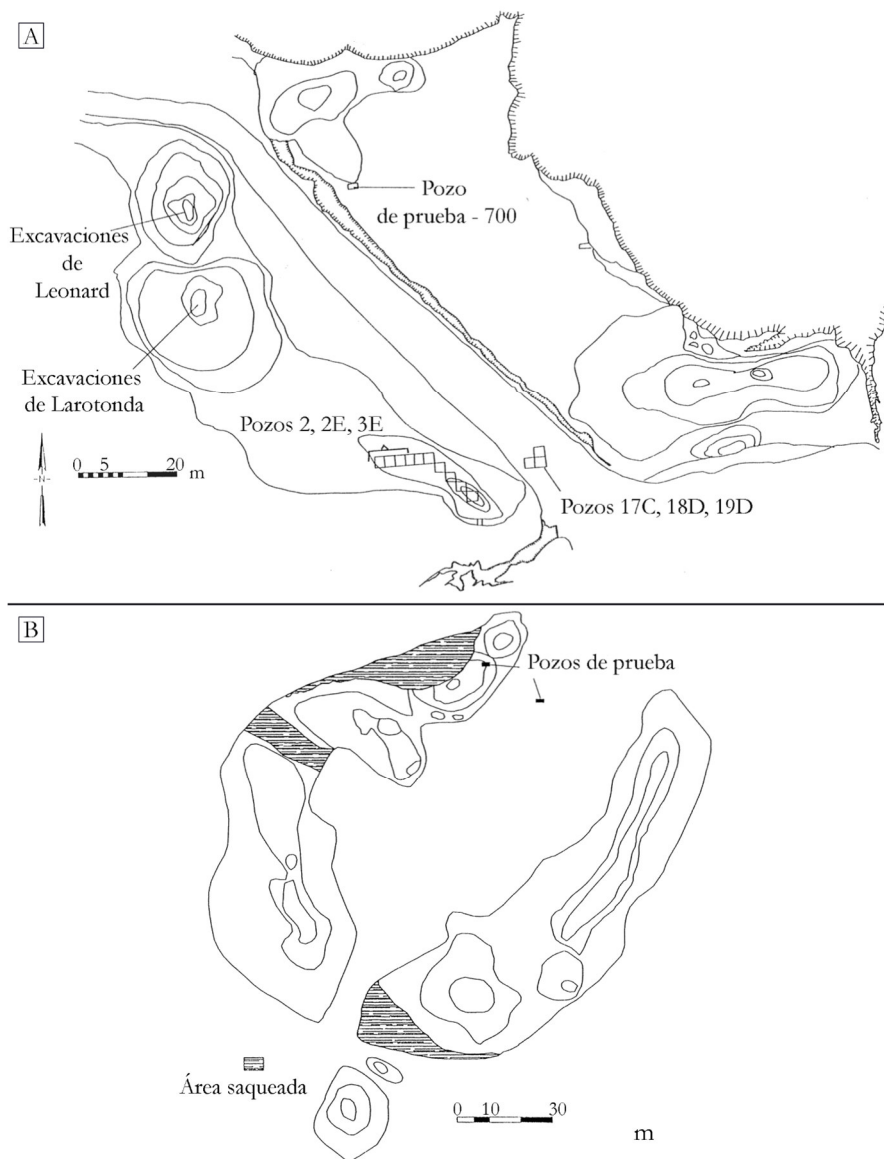 A
Pozo
de prueba - 700
Excavaciones
de
Leonard
Excavaciones
de Larotonda
Pozos 2, 2E, 3E
N
0 5 20 m
Pozos 17C, 18D, 19D
B
Pozos de prueba
Área saqueada
0 10 30
m